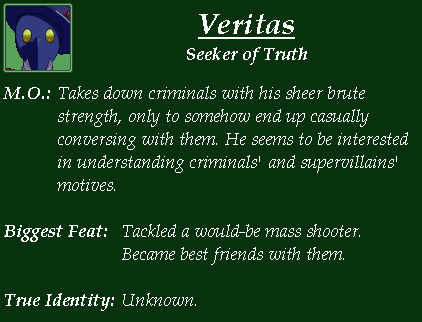 Veritas
Seeker of Truth
M.O.: Takes down criminals with his sheer brute
strength, only to somehow end up casually
conversing with them. He seems to be interested
in understanding criminals' and supervillains'
motives.
Biggest Feat: Tackled a would-be mass shooter.
Became best friends with them.
True Identity: Unknown.